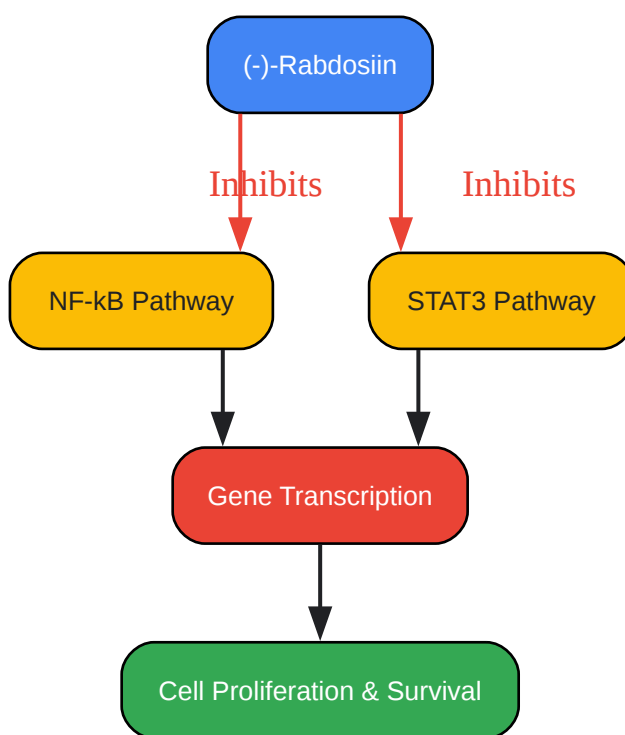 (-)-Rabdosiin
Inhibits
Inhibits
NF-kB Pathway
STAT3 Pathway
Gene Transcription
Cell Proliferation & Survival